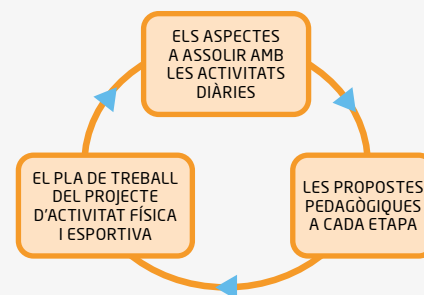 ELS ASPECTES
A ASSOLIR AMB
LES ACTIVITATS
DIÀRIES
EL PLA DE TREBALL
DEL PROJECTE
D'ACTIVITAT FÍSICA
I ESPORTIVA
LES PROPOSTES
PEDAGÒGIQUES
A CADA ETAPA